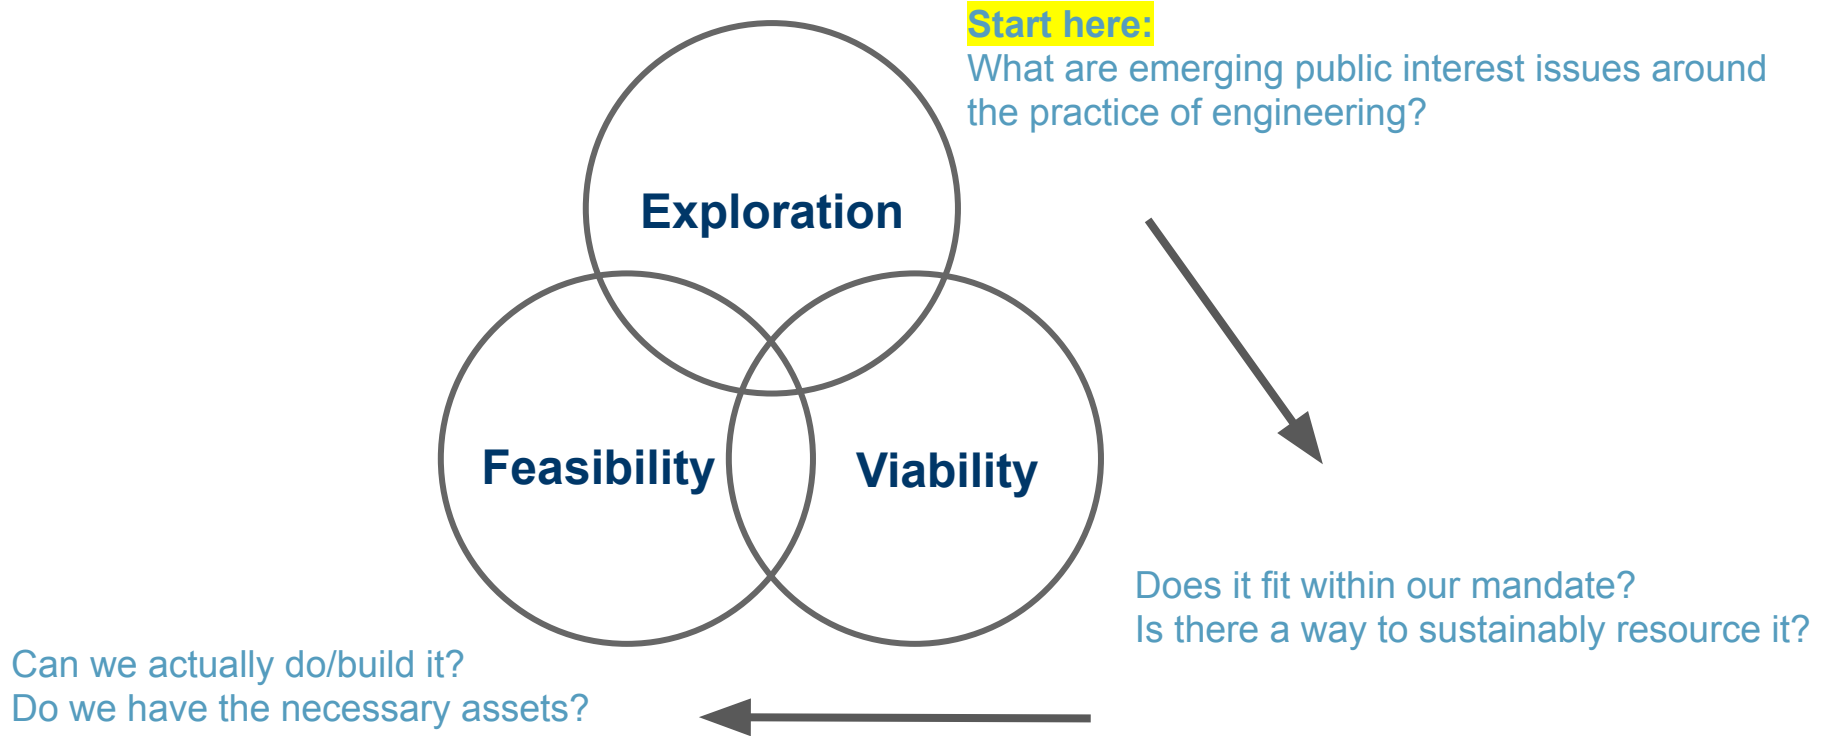 Start here:
What are emerging public interest issues around
the practice of engineering?
Exploration
Feasibility
Viability
Does it fit within our mandate?
Is there a way to sustainably resource it?
Can we actually do/build it?
Do we have the necessary assets?